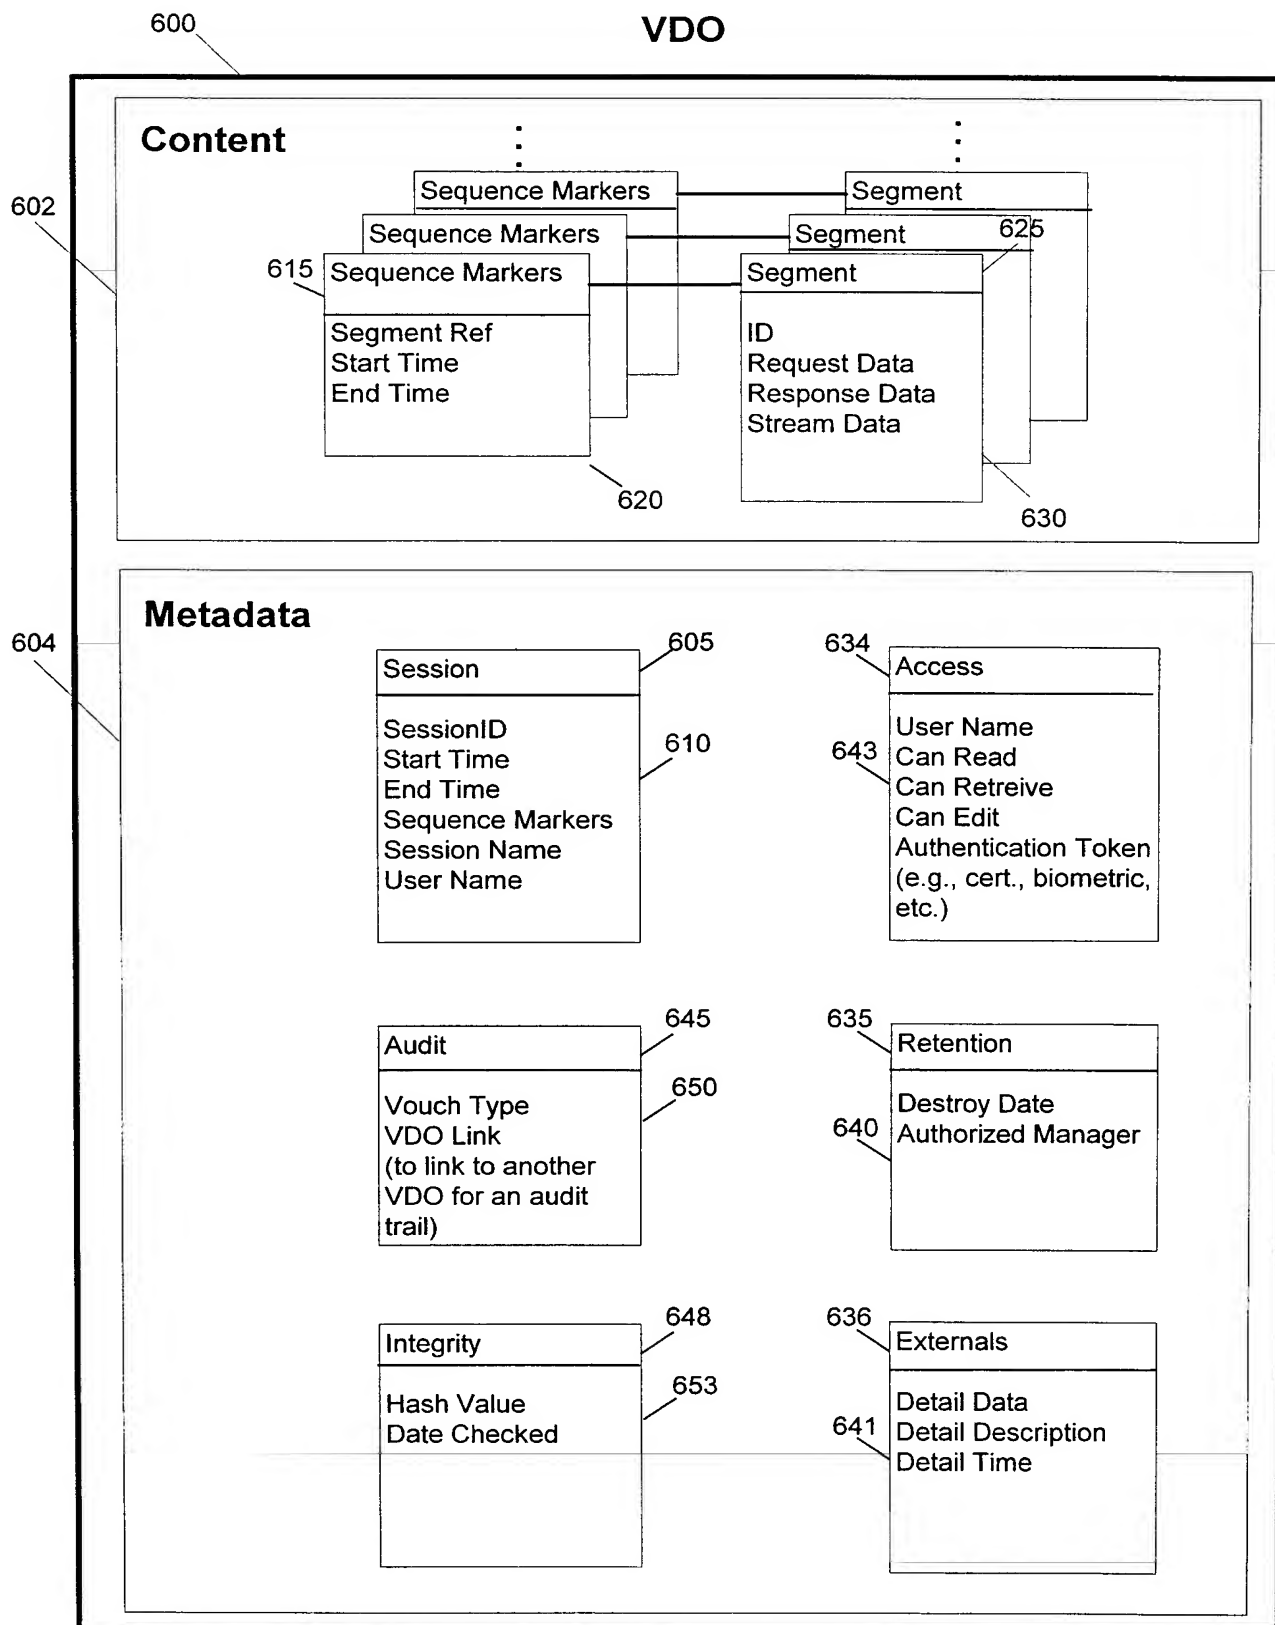 600
VDO
Content
602
Sequence Markers
Segment
Sequence Markers
Segment
625
615
Sequence Markers
Segment
Segment Ref
Start Time
End Time
ID
Request Data
Response Data
Stream Data
620
630
Metadata
604
605
634
Session
Access
SessionID
Start Time
End Time
Sequence Markers
Session Name
User Name
610
643
User Name
Can Read
Can Retreive
Can Edit
Authentication Token
(e.g., cert., biometric,
etc.)
645
635
Audit
Retention
Vouch Type
VDO Link
(to link to another
VDO for an audit
trail)
650
640
Destroy Date
Authorized Manager
648
636
Integrity
Externals
Hash Value
Date Checked
653
641
Detail Data
Detail Description
Detail Time